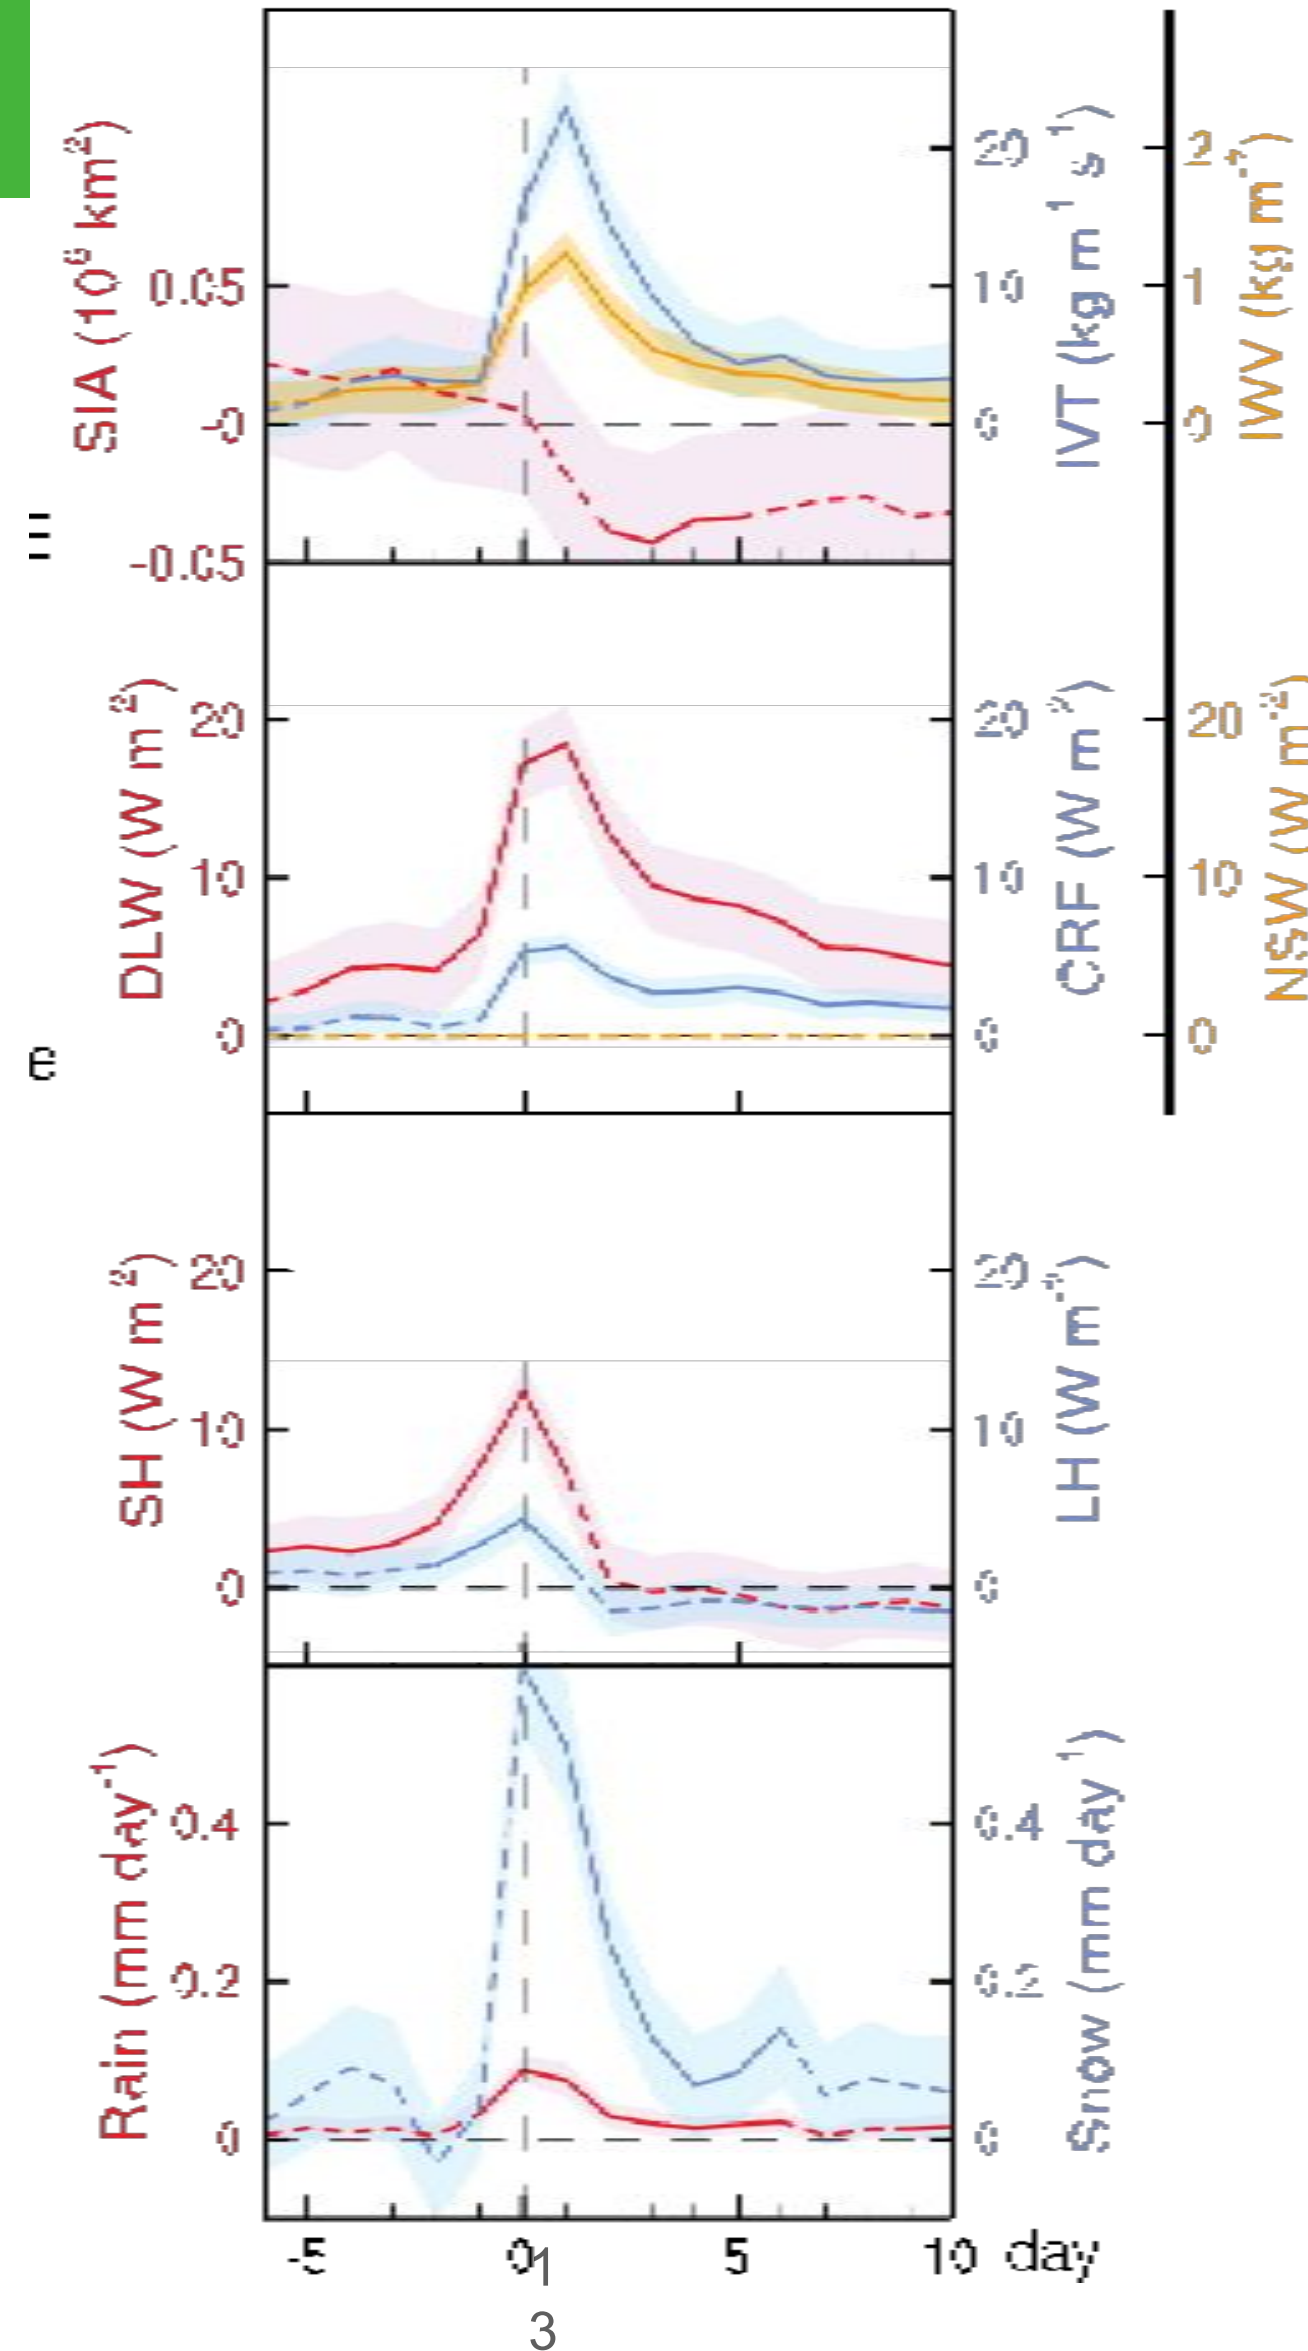 SIA (10⁶ km²)
0.05
-0
-0.05
20
10
0
IVT (kg m⁻¹ s⁻¹)
2
1
0
IWV (kg m⁻²)
DLW (W m⁻²)
20
10
0
20
10
0
CRF (W m⁻²)
20
10
0
NSW (W m⁻²)
SH (W m⁻²)
20
10
0
20
10
0
LH (W m⁻²)
Rain (mm day⁻¹)
0.4
0.2
0
0.4
0.2
0
Snow (mm day⁻¹)
-5 0 5 10 day
1
3